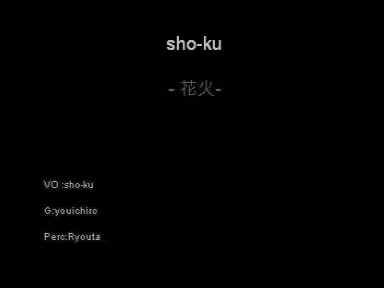 sho-ku
- 花火-
VO :sho-ku
G:youichiro
Perc:Ryouta